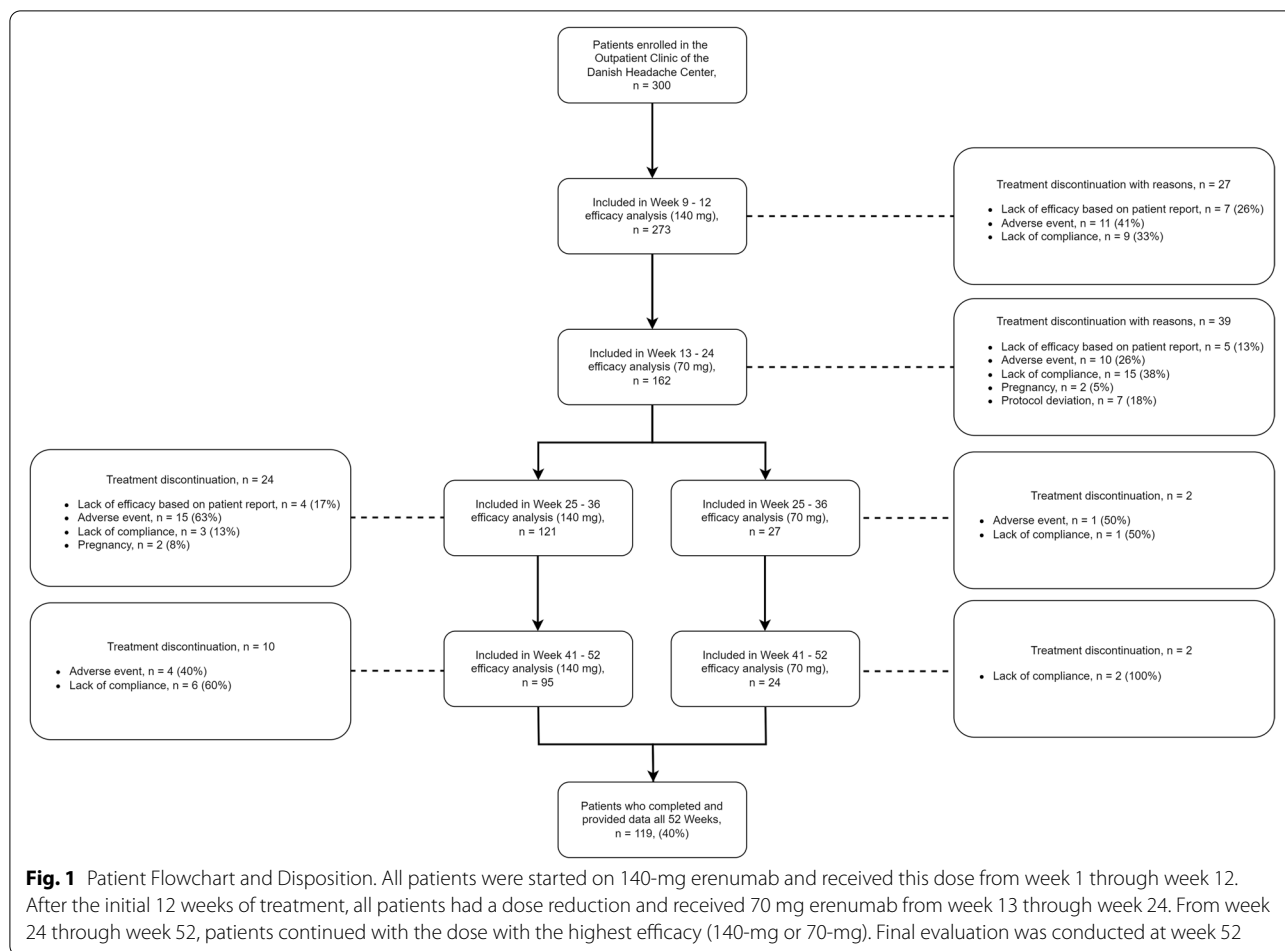 Patients enrolled in the
Outpatient Clinic of the
Danish Headache Center,
n = 300
Included in Week 9 - 12
efficacy analysis (140 mg),
n = 273
Treatment discontinuation with reasons, n = 27
• Lack of efficacy based on patient report, n = 7 (26%)
• Adverse event, n = 11 (41%)
• Lack of compliance, n = 9 (33%)
Included in Week 13 - 24
efficacy analysis (70 mg),
n = 162
Treatment discontinuation with reasons, n = 39
• Lack of efficacy based on patient report, n = 5 (13%)
• Adverse event, n = 10 (26%)
• Lack of compliance, n = 15 (38%)
• Pregnancy, n = 2 (5%)
• Protocol deviation, n = 7 (18%)
Treatment discontinuation, n = 24
• Lack of efficacy based on patient report, n = 4 (17%)
• Adverse event, n = 15 (63%)
• Lack of compliance, n = 3 (13%)
• Pregnancy, n = 2 (8%)
Included in Week 25 - 36
efficacy analysis (140 mg),
n = 121
Included in Week 25 - 36
efficacy analysis (70 mg),
n = 27
Treatment discontinuation, n = 2
• Adverse event, n = 1 (50%)
• Lack of compliance, n = 1 (50%)
Treatment discontinuation, n = 10
• Adverse event, n = 4 (40%)
• Lack of compliance, n = 6 (60%)
Included in Week 41 - 52
efficacy analysis (140 mg),
n = 95
Included in Week 41 - 52
efficacy analysis (70 mg),
n = 24
Treatment discontinuation, n = 2
• Lack of compliance, n = 2 (100%)
Patients who completed and
provided data all 52 Weeks,
n = 119, (40%)
Fig. 1 Patient Flowchart and Disposition. All patients were started on 140-mg erenumab and received this dose from week 1 through week 12.
After the initial 12 weeks of treatment, all patients had a dose reduction and received 70 mg erenumab from week 13 through week 24. From week
24 through week 52, patients continued with the dose with the highest efficacy (140-mg or 70-mg). Final evaluation was conducted at week 52